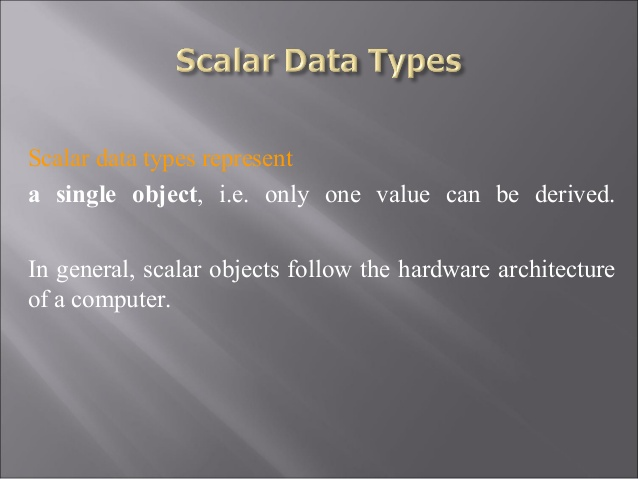 Scalar Data Types
Scalar data types represent
a single object, i.e. only one value can be derived.
In general, scalar objects follow the hardware architecture
of a computer.